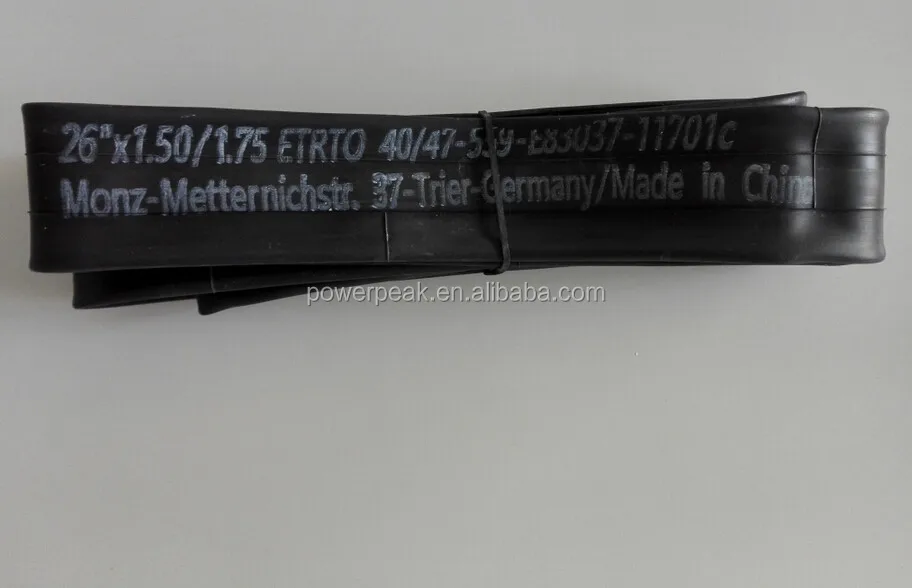 26"x1.50/1.75 ETRTO 40/47-559-E83037-11701c
Monz-Metternichstr. 37-Trier-Germany/Made in China
powerpeak.en.alibaba.com